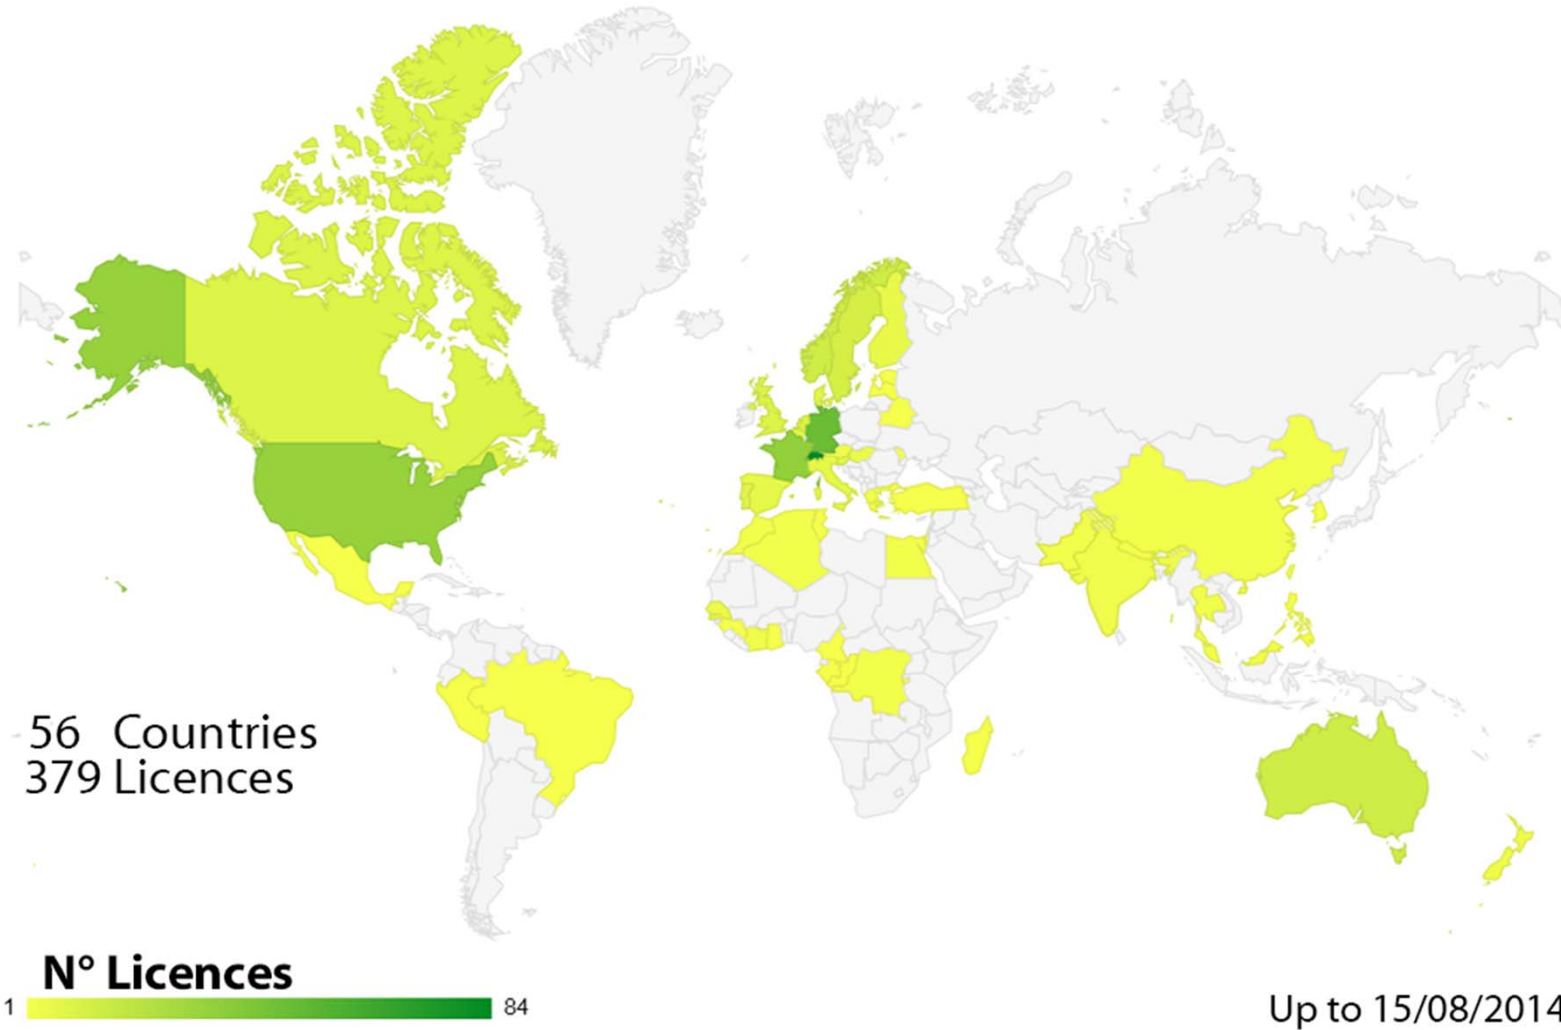 56 Countries
379 Licences
N° Licences
1 84
Up to 15/08/2014